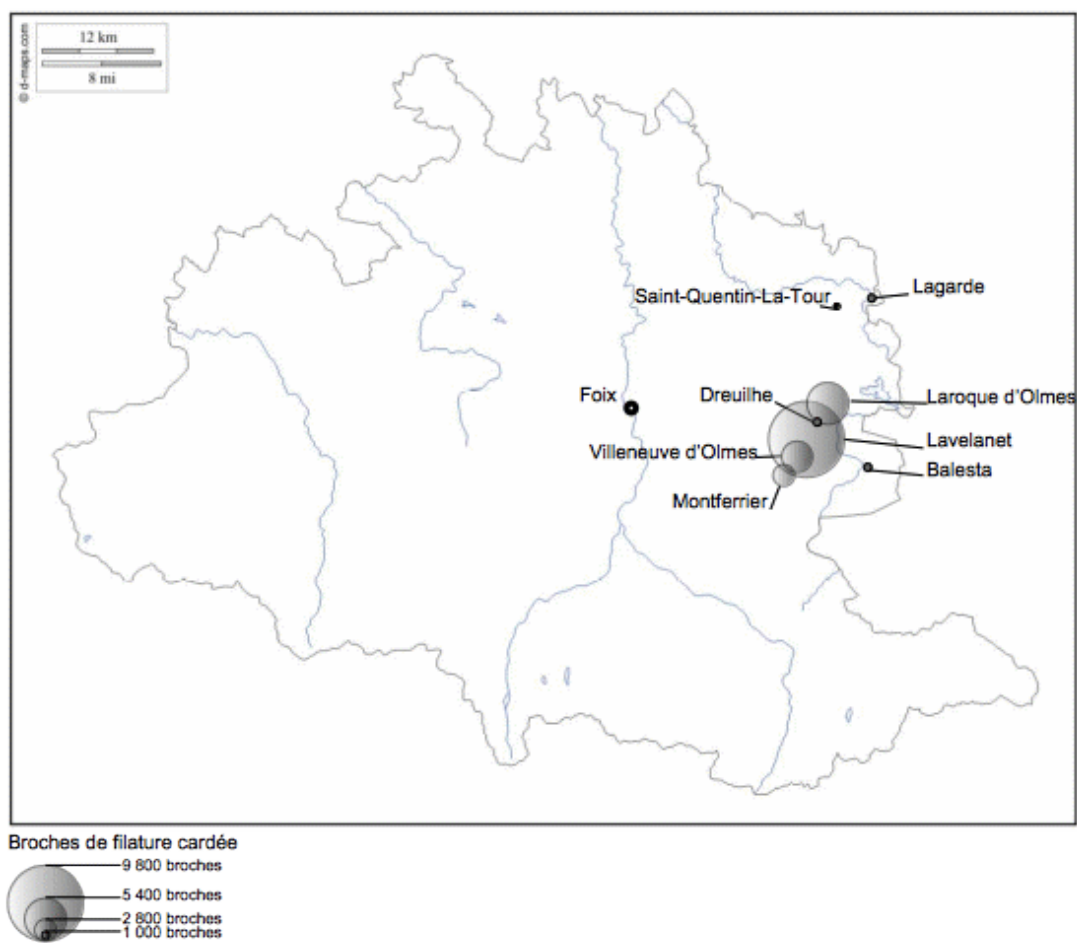 12 km
8 mi
© d-maps.com
Saint-Quentin-La-Tour
Lagarde
Foix
Dreuilhe
Laroque d'Olmes
Lavelanet
Villeneuve d'Olmes
Balesta
Montferrier
Broches de filature cardée
9 800 broches
5 400 broches
2 800 broches
1 000 broches